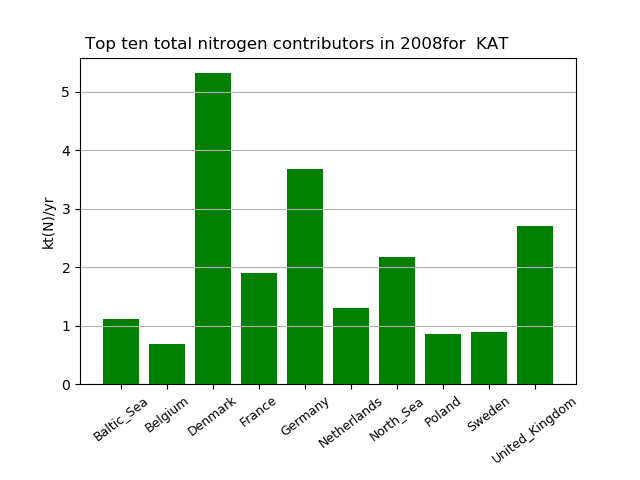 Top ten total nitrogen contributors in 2008for  KAT
kt(N)/yr
5
4
3
2
1
0
Baltic_Sea
Belgium
Denmark
France
Germany
Netherlands
North_Sea
Poland
Sweden
United_Kingdom